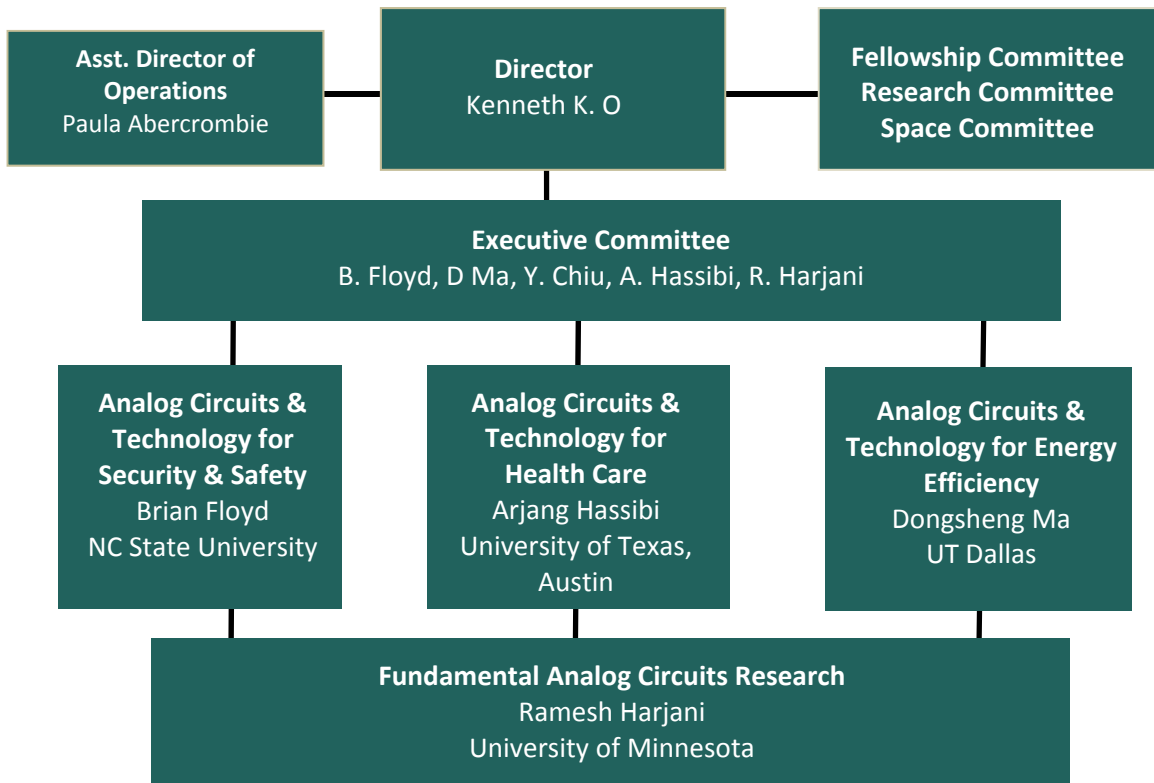 Asst. Director of
Operations
Paula Abercrombie
Director
Kenneth K. O
Fellowship Committee
Research Committee
Space Committee
Executive Committee
B. Floyd, D Ma, Y. Chiu, A. Hassibi, R. Harjani
Analog Circuits &
Technology for
Security & Safety
Brian Floyd
NC State University
Analog Circuits &
Technology for
Health Care
Arjang Hassibi
University of Texas,
Austin
Analog Circuits &
Technology for Energy
Efficiency
Dongsheng Ma
UT Dallas
Fundamental Analog Circuits Research
Ramesh Harjani
University of Minnesota